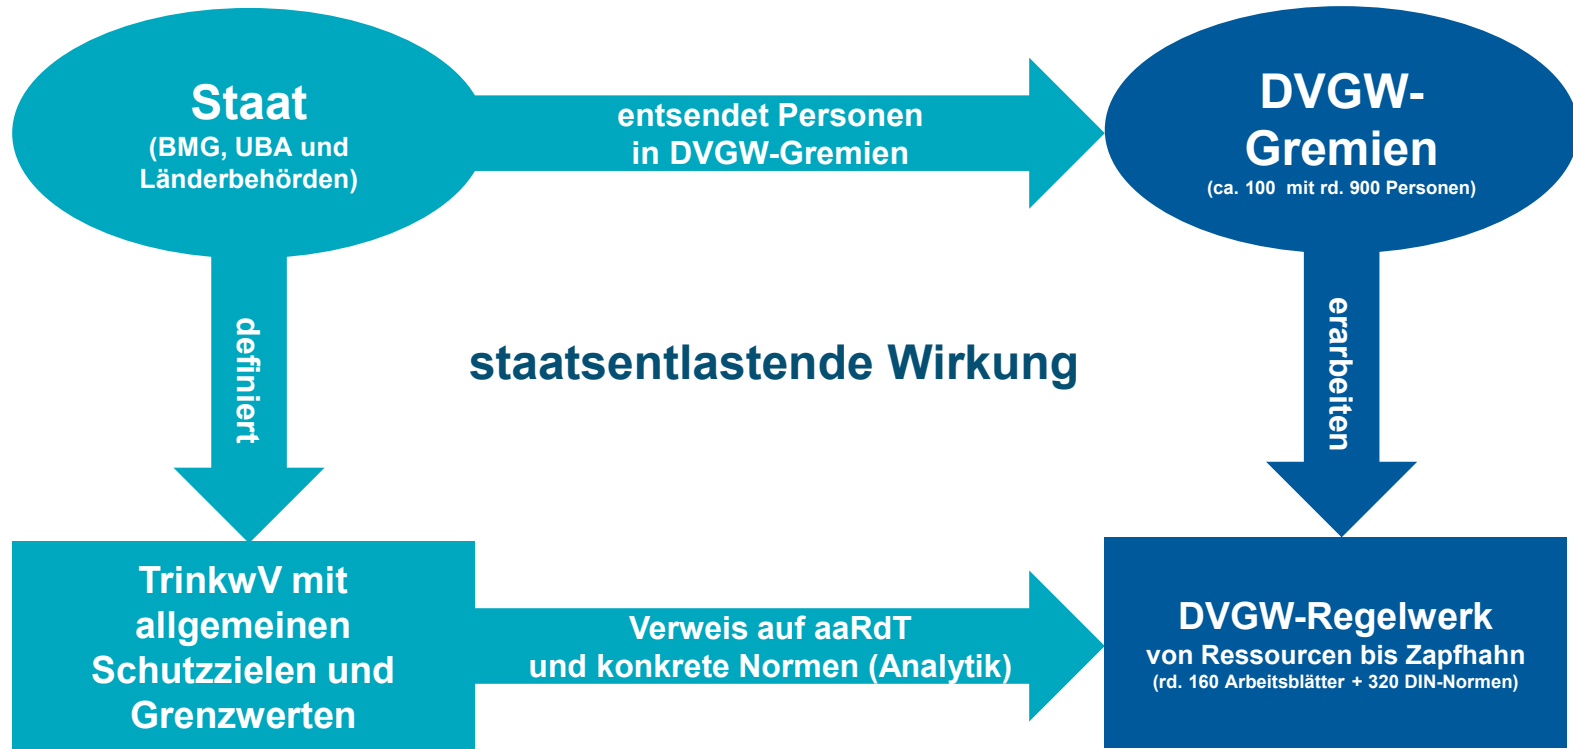 Staat
(BMG, UBA und
Länderbehörden)
entsendet Personen
in DVGW-Gremien
DVGW-
Gremien
(ca. 100 mit rd. 900 Personen)
definiert
staatsentlastende Wirkung
erarbeiten
TrinkwV mit
allgemeinen
Schutzzielen und
Grenzwerten
Verweis auf aaRdT
und konkrete Normen (Analytik)
DVGW-Regelwerk
von Ressourcen bis Zapfhahn
(rd. 160 Arbeitsblätter + 320 DIN-Normen)